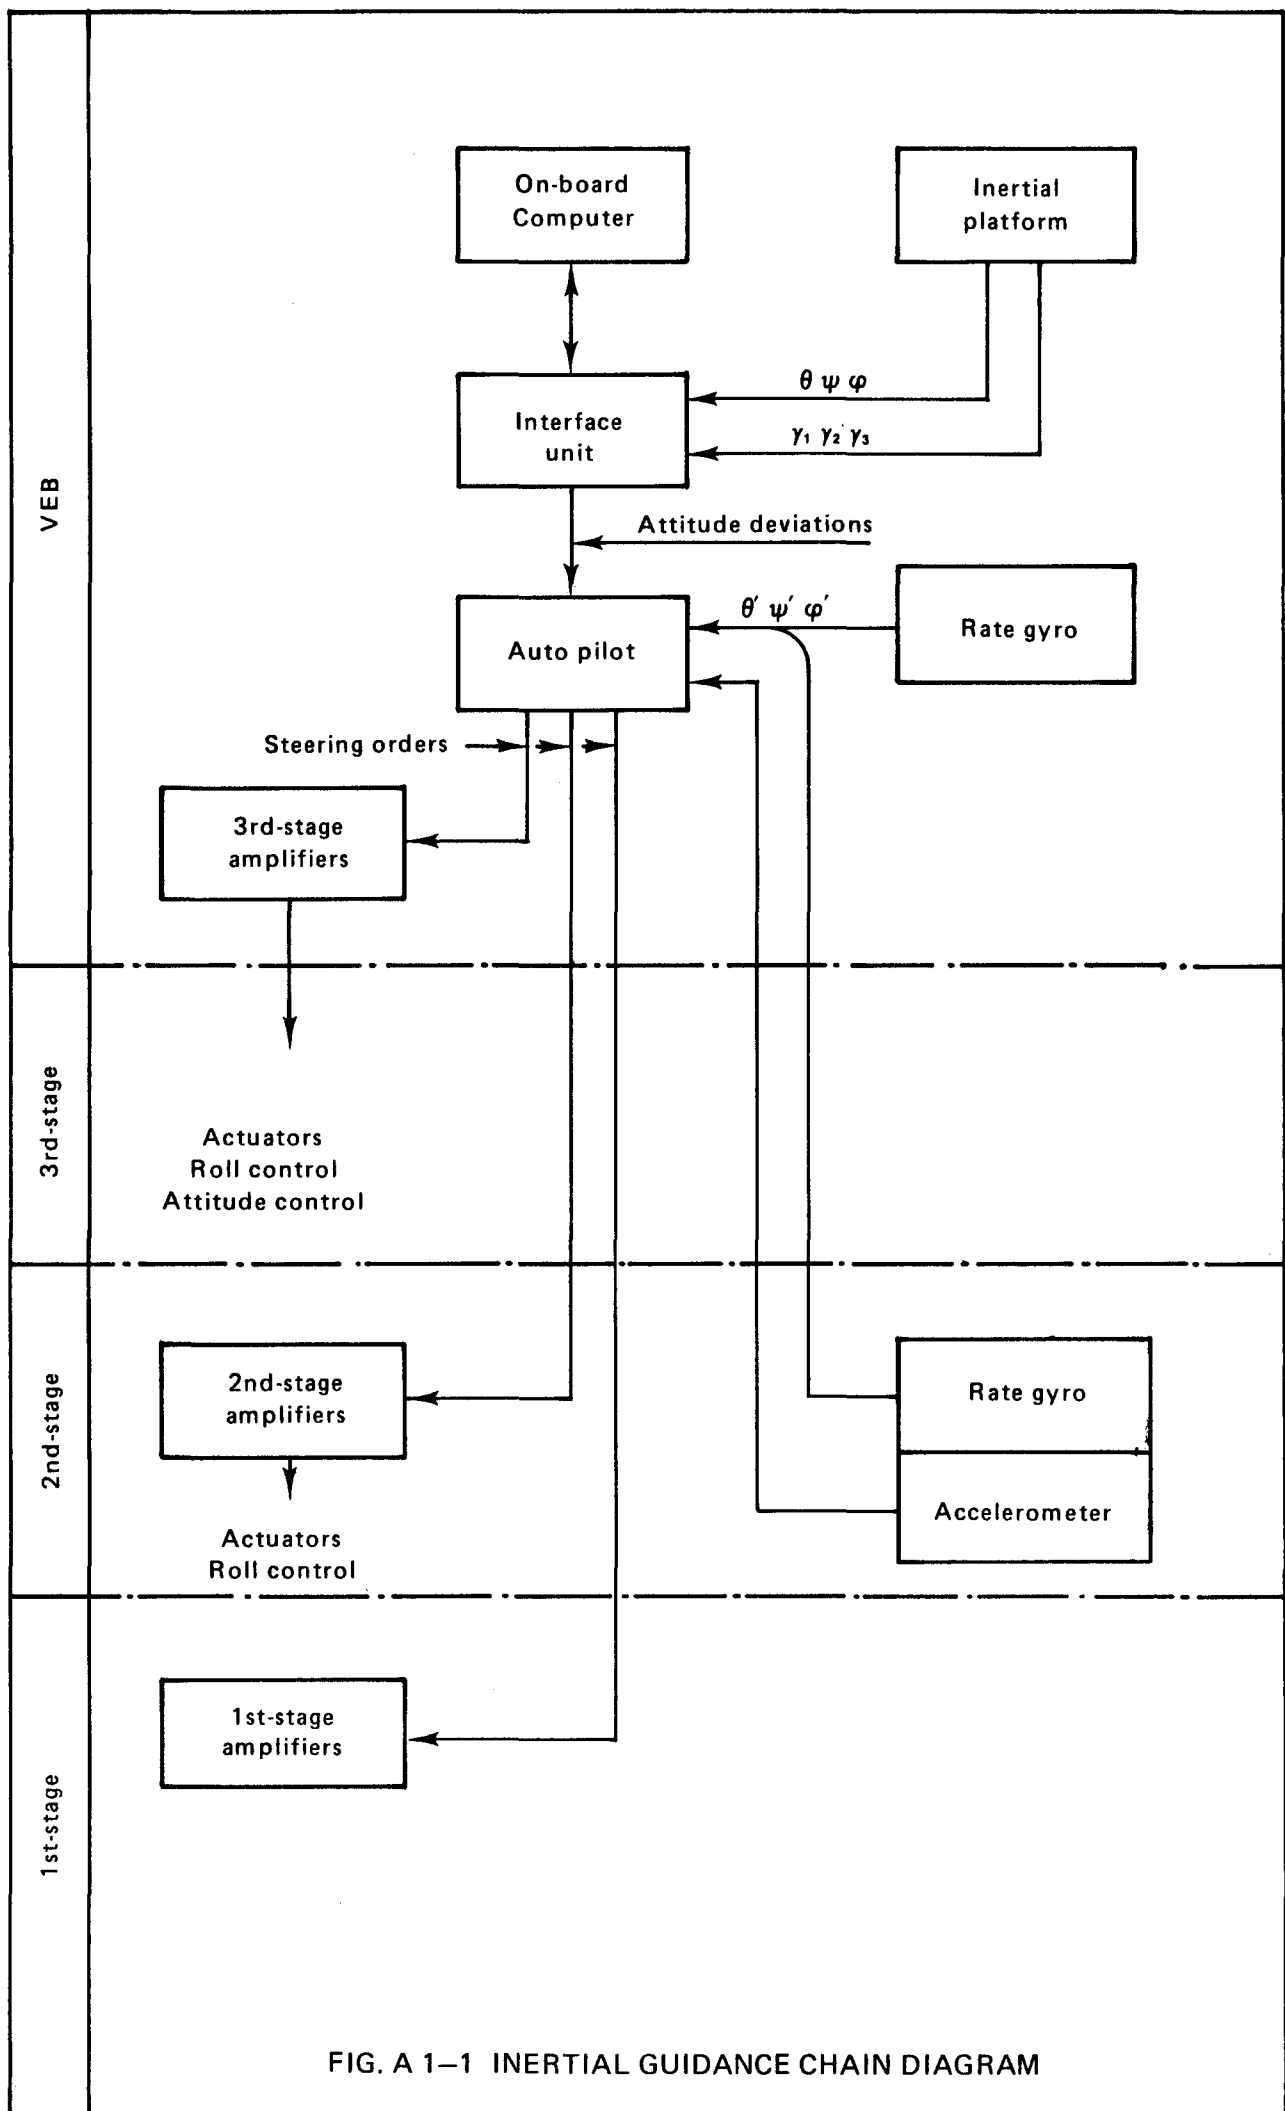 VEB
On-board
Computer
Inertial
platform
θ ψ φ
Interface
unit
γ₁ γ₂ γ₃
Attitude deviations
θ′ ψ′ φ′
Rate gyro
Auto pilot
Steering orders
3rd-stage
amplifiers
3rd-stage
Actuators
Roll control
Attitude control
2nd-stage
2nd-stage
amplifiers
Rate gyro
Accelerometer
Actuators
Roll control
1st-stage
1st-stage
amplifiers
FIG. A 1–1 INERTIAL GUIDANCE CHAIN DIAGRAM